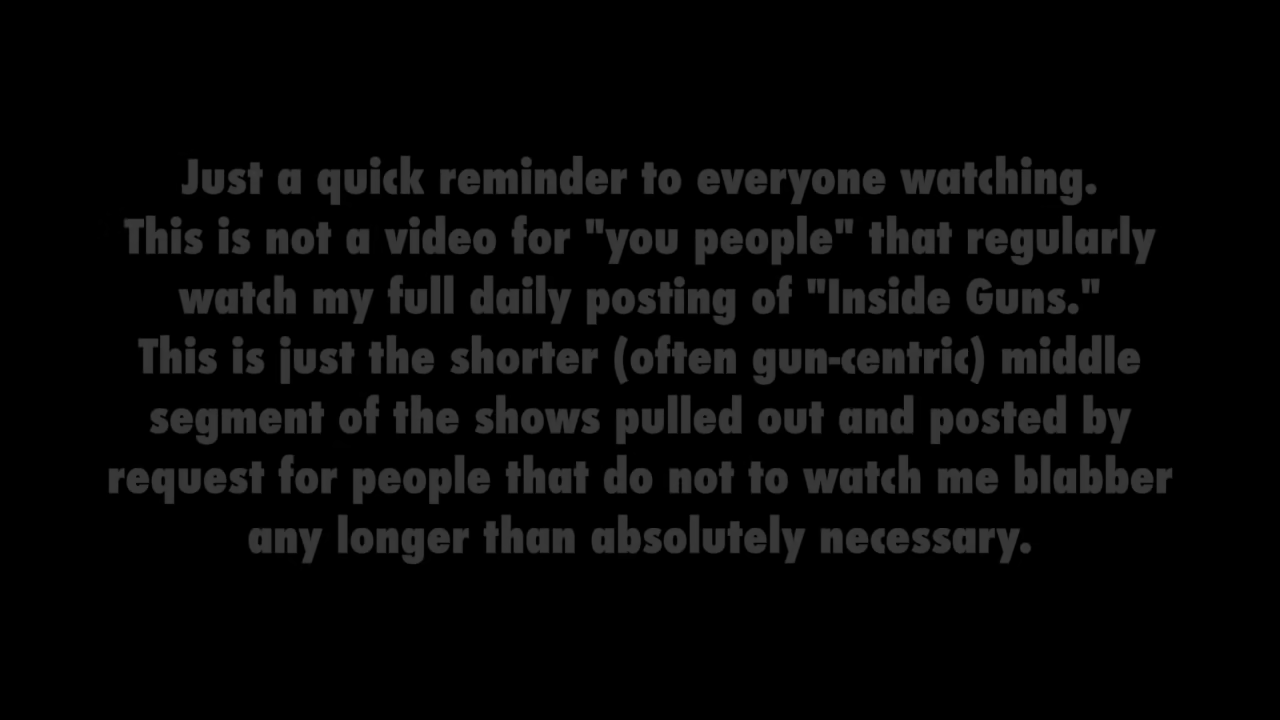 Just a quick reminder to everyone watching.
This is not a video for "you people" that regularly
watch my full daily posting of "Inside Guns."
This is just the shorter (often gun-centric) middle
segment of the shows pulled out and posted by
request for people that do not to watch me blabber
any longer than absolutely necessary.